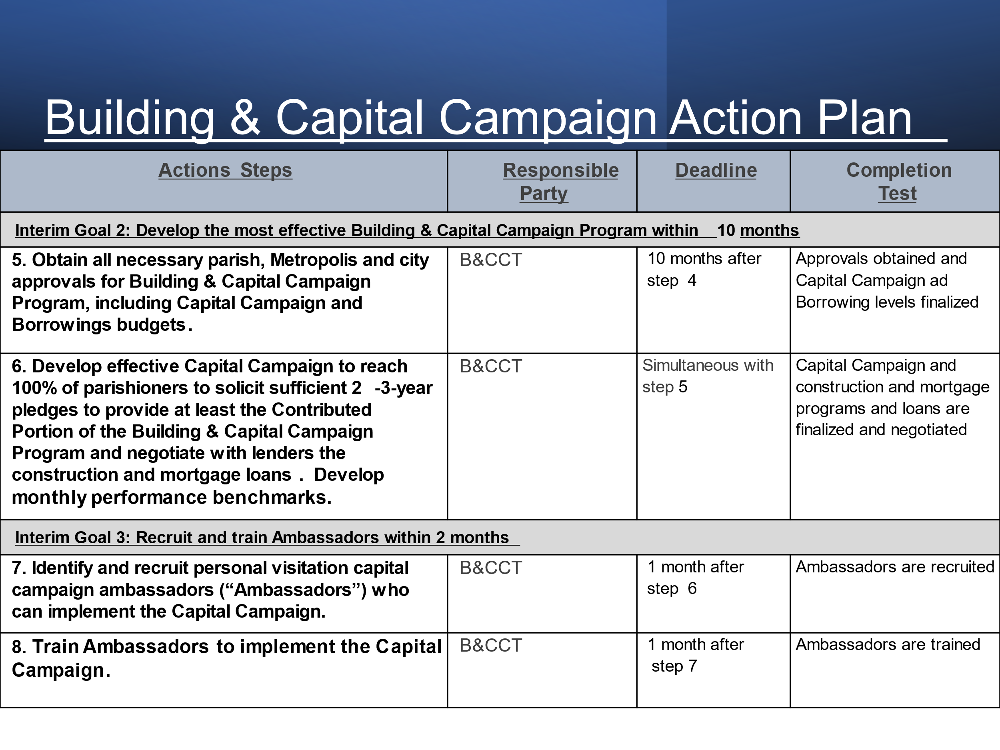 Building & Capital Campaign Action Plan
Actions Steps
Responsible
Party
Deadline
Completion
Test
Interim Goal 2: Develop the most effective Building & Capital Campaign Program within 10 months
5. Obtain all necessary parish, Metropolis and city
approvals for Building & Capital Campaign
Program, including Capital Campaign and
Borrowings budgets.
B&CCT
10 months after
step 4
Approvals obtained and
Capital Campaign ad
Borrowing levels finalized
6. Develop effective Capital Campaign to reach
100% of parishioners to solicit sufficient 2 -3-year
pledges to provide at least the Contributed
Portion of the Building & Capital Campaign
Program and negotiate with lenders the
construction and mortgage loans . Develop
monthly performance benchmarks.
B&CCT
Simultaneous with
step 5
Capital Campaign and
construction and mortgage
programs and loans are
finalized and negotiated
Interim Goal 3: Recruit and train Ambassadors within 2 months
7. Identify and recruit personal visitation capital
campaign ambassadors (“Ambassadors”) who
can implement the Capital Campaign.
B&CCT
1 month after
step 6
Ambassadors are recruited
8. Train Ambassadors to implement the Capital
Campaign.
B&CCT
1 month after
step 7
Ambassadors are trained